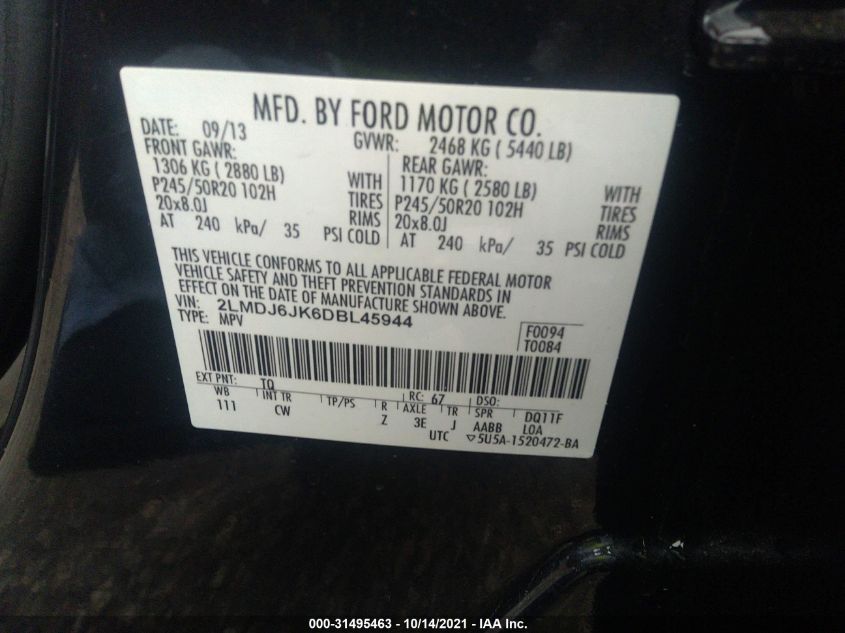 MFD. BY FORD MOTOR CO.
DATE: 09/13 GVWR: 2468 KG ( 5440 LB)
FRONT GAWR: REAR GAWR:
1306 KG ( 2880 LB) WITH 1170 KG ( 2580 LB) WITH
P245/50R20 102H TIRES P245/50R20 102H TIRES
20x8.0J RIMS 20x8.0J RIMS
AT 240 kPa/ 35 PSI COLD AT 240 kPa/ 35 PSI COLD
THIS VEHICLE CONFORMS TO ALL APPLICABLE FEDERAL MOTOR
VEHICLE SAFETY AND THEFT PREVENTION STANDARDS IN
EFFECT ON THE DATE OF MANUFACTURE SHOWN ABOVE.
VIN: 2LMDJ6JK6DBL45944 F0094
TYPE: MPV T0084
EXT PNT: TQ RC: 67 DSO:
WB INT TR TP/PS R AXLE TR SPR DQ11F
111 CW Z 3E J AABB LOA
UTC ▽5U5A-1520472-BA
000-31495463 - 10/14/2021 - IAA Inc.